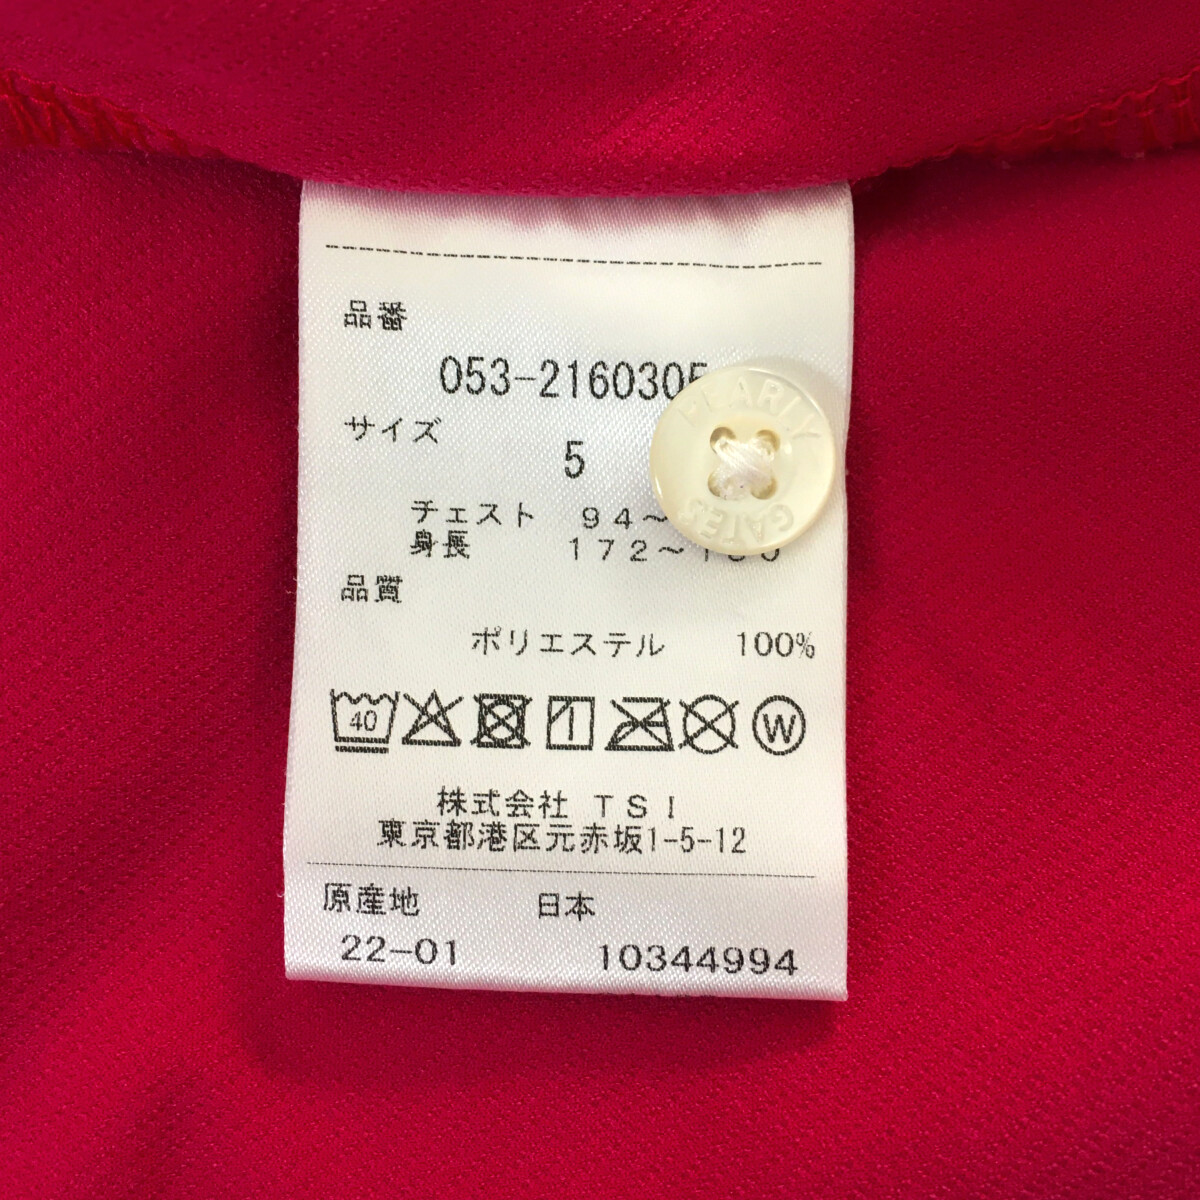 品番
053-2160305
サイズ
5
チェスト 94～
身長 172～
品質
ポリエステル 100%
40
W
株式会社 TSI
東京都港区元赤坂1-5-12
原産地 日本
22-01 10344994
PEARLY
GATES